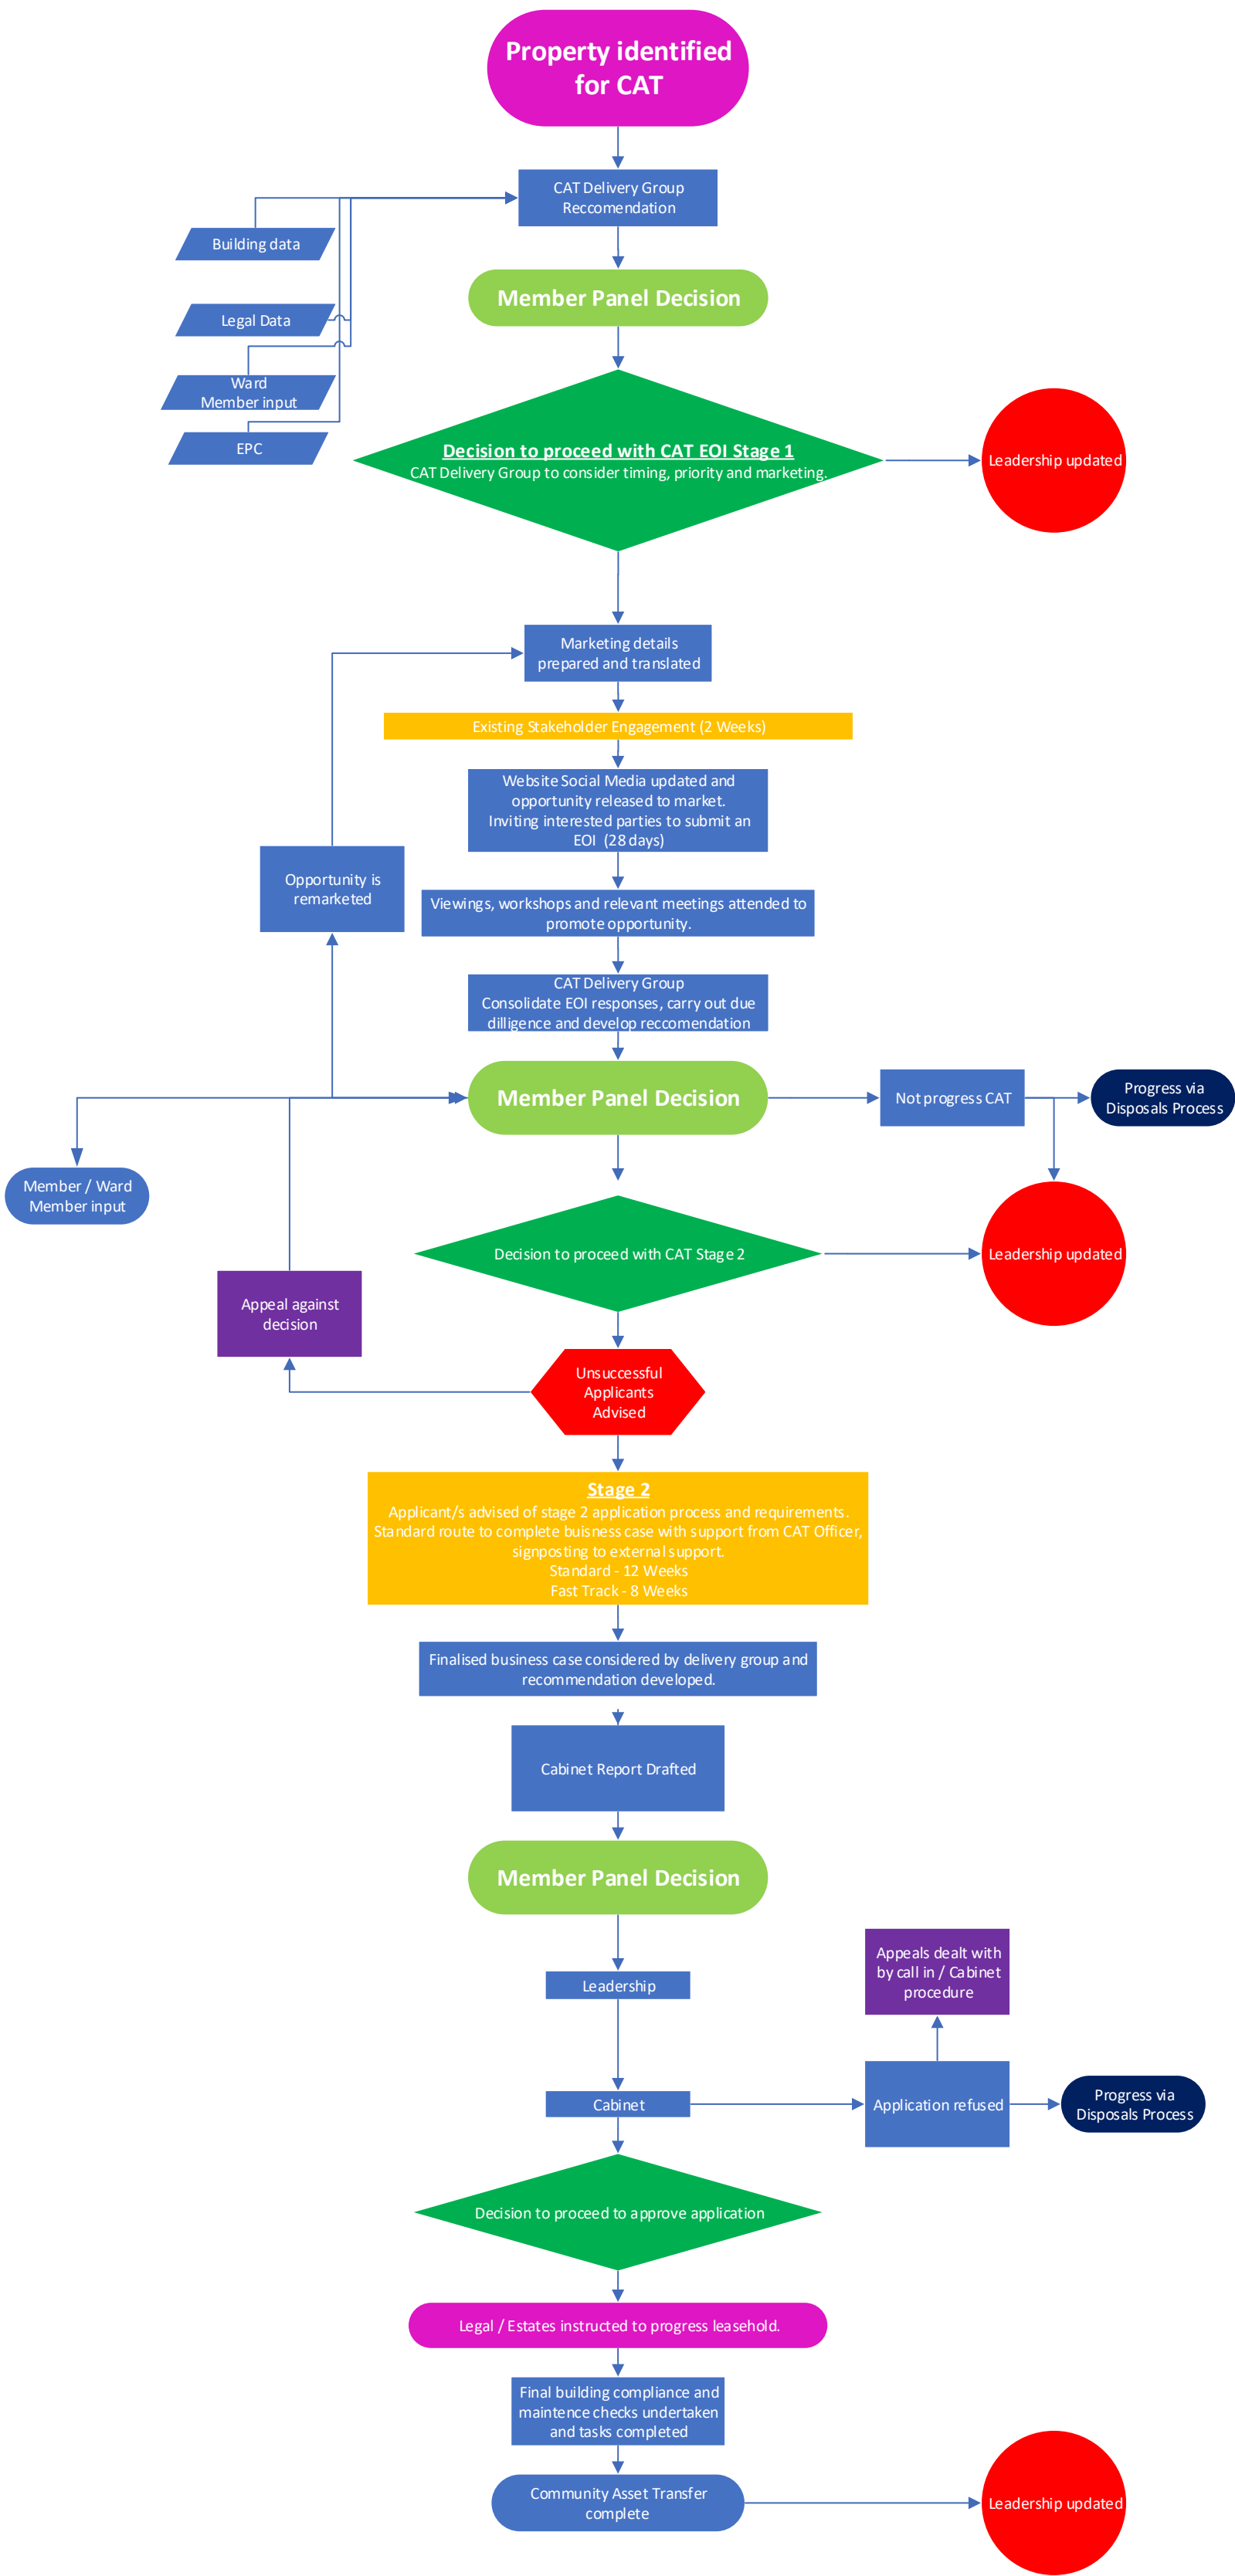 Property identified
for CAT
CAT Delivery Group
Reccomendation
Building data
Legal Data
Ward
Member input
EPC
Member Panel Decision
Decision to proceed with CAT EOI Stage 1
CAT Delivery Group to consider timing, priority and marketing.
Leadership updated
Marketing details
prepared and translated
Existing Stakeholder Engagement (2 Weeks)
Website Social Media updated and
opportunity released to market.
Inviting interested parties to submit an
EOI (28 days)
Opportunity is
remarketed
Viewings, workshops and relevant meetings attended to
promote opportunity.
CAT Delivery Group
Consolidate EOI responses, carry out due
dilligence and develop reccomendation
Member Panel Decision
Not progress CAT
Progress via
Disposals Process
Member / Ward
Member input
Decision to proceed with CAT Stage 2
Leadership updated
Appeal against
decision
Unsuccessful
Applicants
Advised
Stage 2
Applicant/s advised of stage 2 application process and requirements.
Standard route to complete buisness case with support from CAT Officer,
signposting to external support.
Standard - 12 Weeks
Fast Track - 8 Weeks
Finalised business case considered by delivery group and
recommendation developed.
Cabinet Report Drafted
Member Panel Decision
Leadership
Appeals dealt with
by call in / Cabinet
procedure
Cabinet
Application refused
Progress via
Disposals Process
Decision to proceed to approve application
Legal / Estates instructed to progress leasehold.
Final building compliance and
maintence checks undertaken
and tasks completed
Community Asset Transfer
complete
Leadership updated